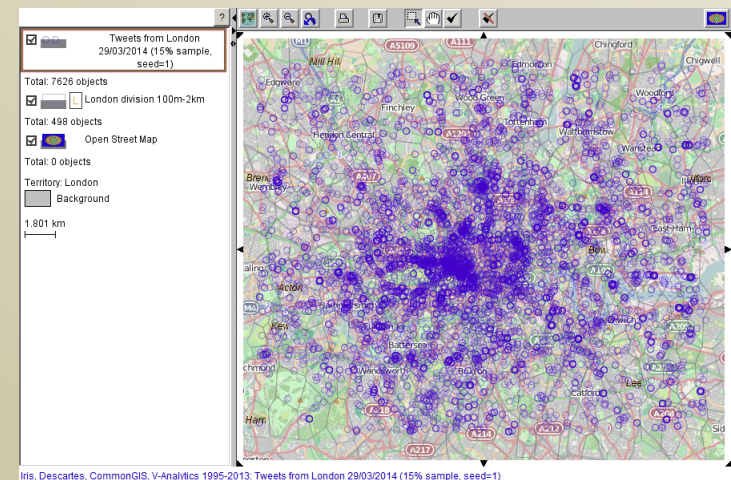 ?
Tweets from London
29/03/2014 (15% sample,
seed=1)
Total: 7626 objects
L London division 100m-2km
Total: 498 objects
Open Street Map
Total: 0 objects
Territory: London
Background
1.801 km
M1
A5109
A111
Chingford
Mill Hill
Edmonton
Chigwell
Edgware
Wood Green
Woodford
Finchley
Tottenham
Hendon Central
Walthamstow
Wanstead
Wembley
Ilford
East Ham
Bow
Acton
Kew
Battersea
Wandsworth
Brixton
Lee
Catford
A218
A217
A214
A212
Iris, Descartes, CommonGIS, V-Analytics 1995-2013: Tweets from London 29/03/2014 (15% sample, seed=1)